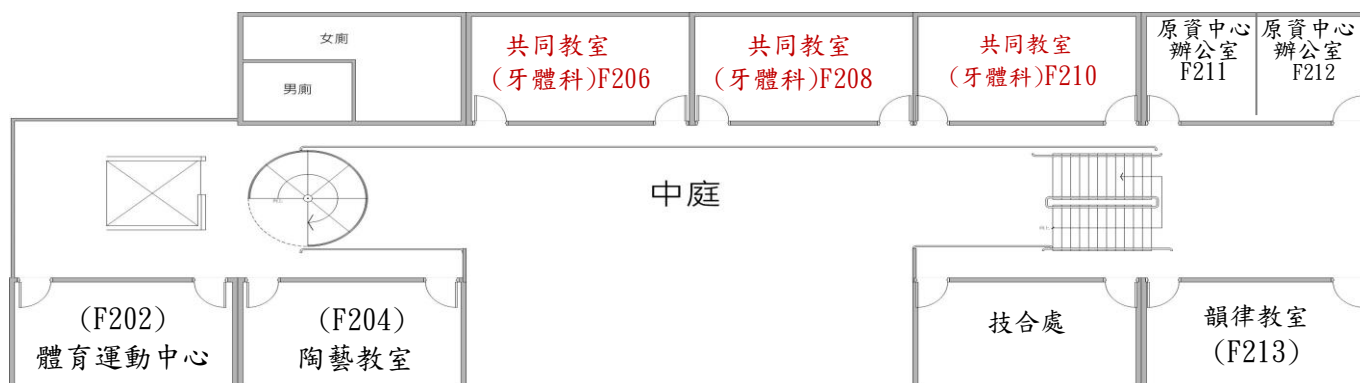 女廁
男廁
共同教室
(牙體科)F206
共同教室
(牙體科)F208
共同教室
(牙體科)F210
原資中心
辦公室
F211
原資中心
辦公室
F212
中庭
(F202)
體育運動中心
(F204)
陶藝教室
技合處
韻律教室
(F213)